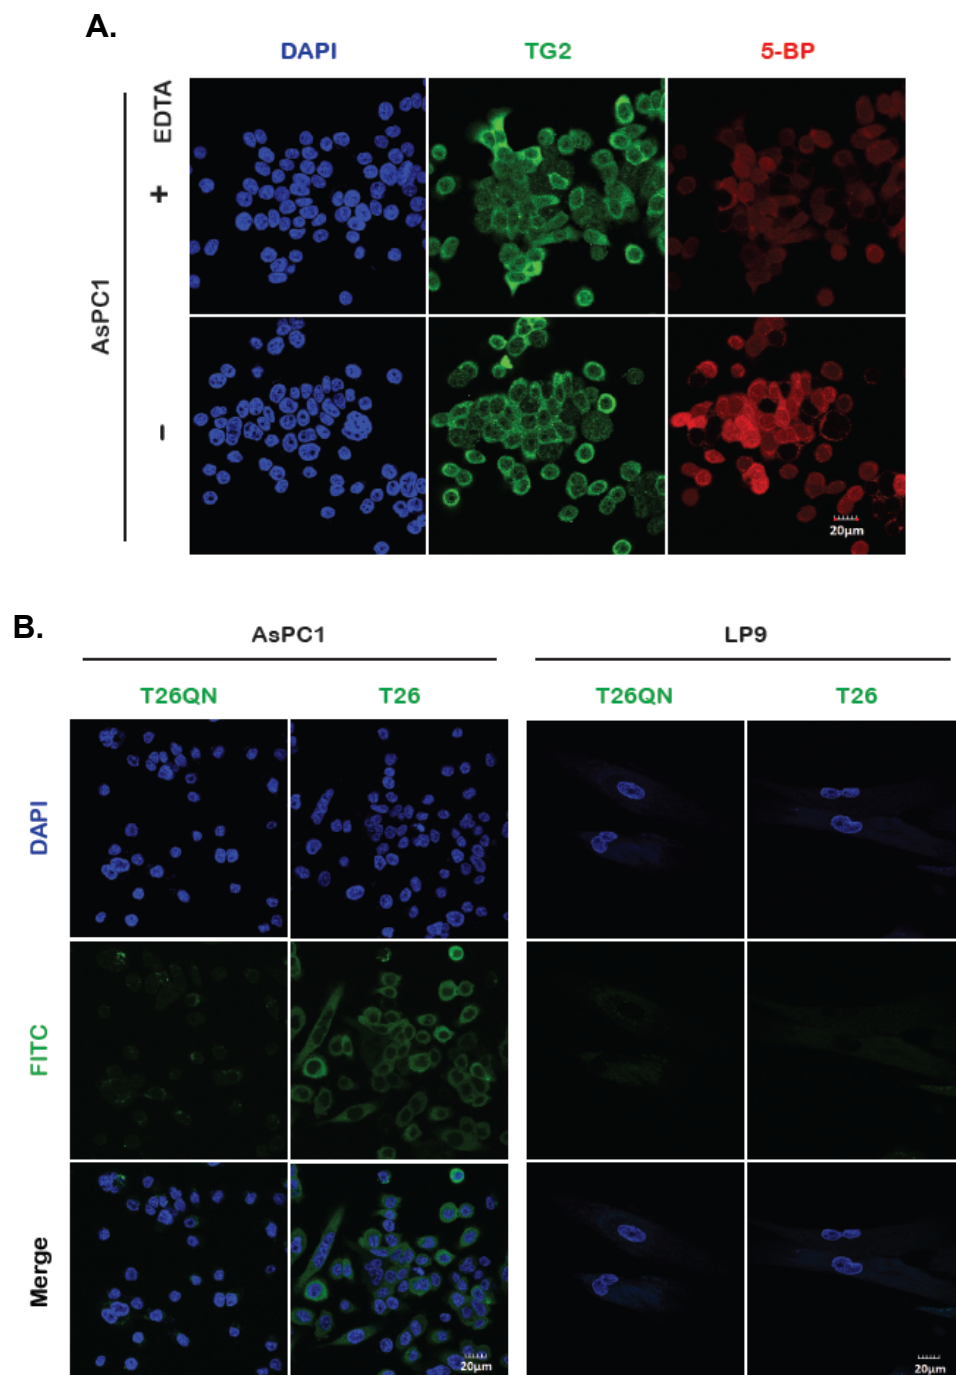 A.
DAPI TG2 5-BP
AsPC1
EDTA
+
-
20µm
B.
AsPC1 LP9
T26QN T26 T26QN T26
DAPI
FITC
Merge
20µm 20µm